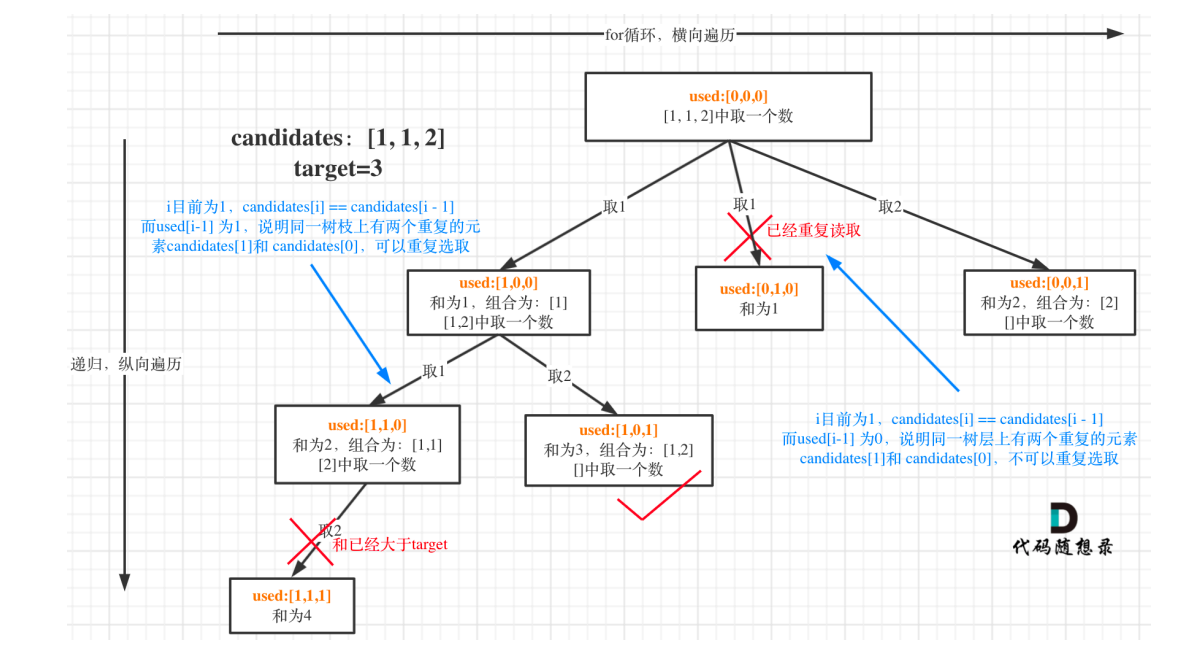 for循环，横向遍历
used:[0,0,0]
[1, 1, 2]中取一个数
candidates：[1, 1, 2]
target=3
i目前为1，candidates[i] == candidates[i - 1]
而used[i-1] 为1，说明同一树枝上有两个重复的元
素candidates[1]和 candidates[0]，可以重复选取
取1
取1
取2
已经重复读取
used:[1,0,0]
和为1，组合为：[1]
[1,2]中取一个数
used:[0,1,0]
和为1
used:[0,0,1]
和为2，组合为：[2]
[]中取一个数
递归，纵向遍历
取1
取2
used:[1,1,0]
和为2，组合为：[1,1]
[2]中取一个数
used:[1,0,1]
和为3，组合为：[1,2]
[]中取一个数
i目前为1，candidates[i] == candidates[i - 1]
而used[i-1] 为0，说明同一树层上有两个重复的元素
candidates[1]和 candidates[0]，不可以重复选取
取2
和已经大于target
used:[1,1,1]
和为4
D
代码随想录